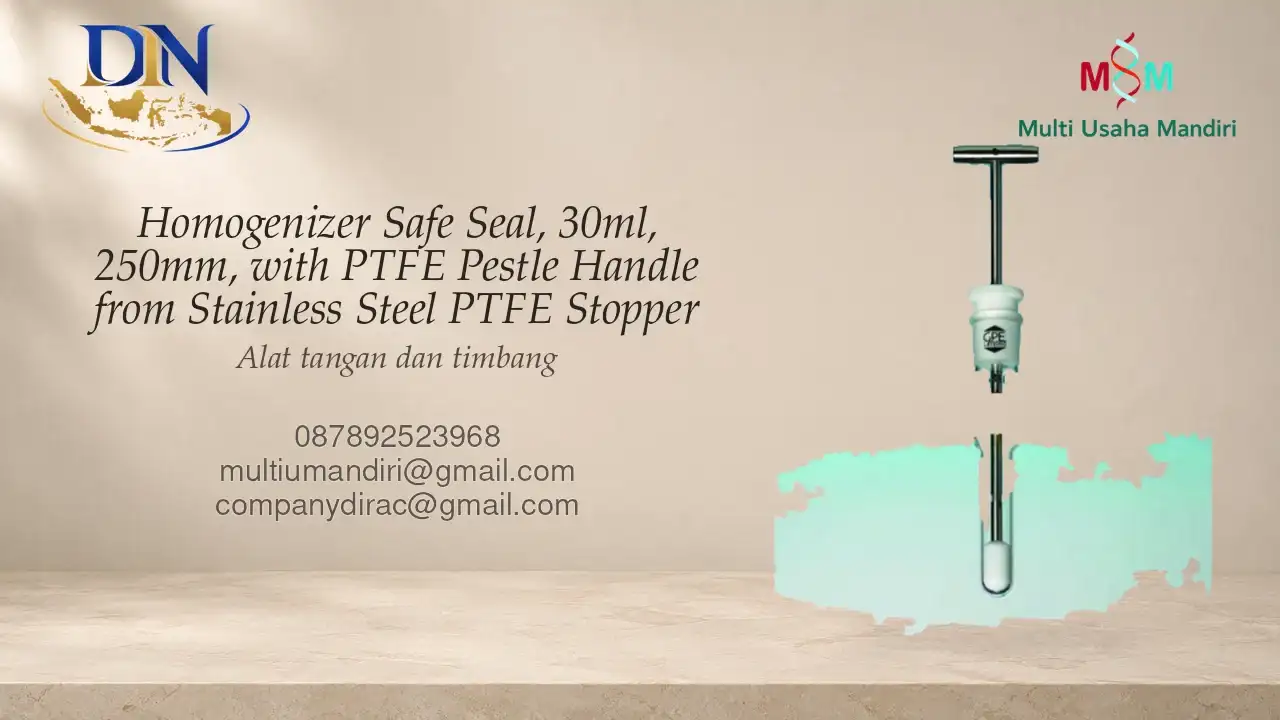 DIN
M M
Multi Usaha Mandiri
Homogenizer Safe Seal, 30ml,
250mm, with PTFE Pestle Handle
from Stainless Steel PTFE Stopper
Alat tangan dan timbang
087892523968
multiumandiri@gmail.com
companydirac@gmail.com